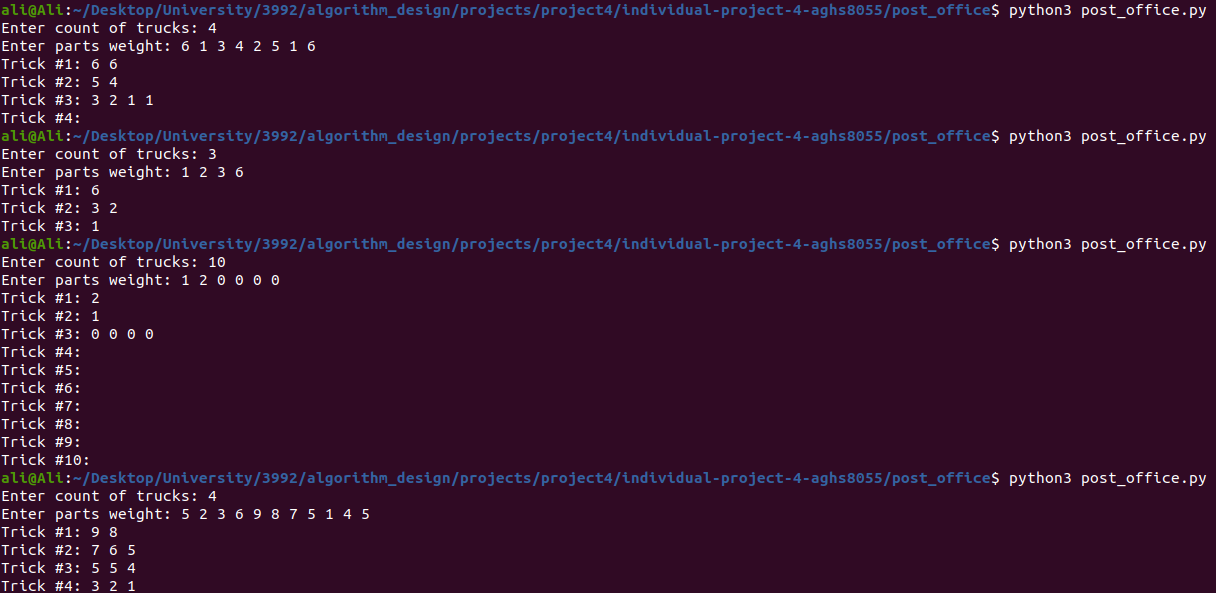 ali@Ali:~/Desktop/University/3992/algorithm_design/projects/project4/individual-project-4-aghs8055/post_office$ python3 post_office.py
Enter count of trucks: 4
Enter parts weight: 6 1 3 4 2 5 1 6
Trick #1: 6 6
Trick #2: 5 4
Trick #3: 3 2 1 1
Trick #4:
ali@Ali:~/Desktop/University/3992/algorithm_design/projects/project4/individual-project-4-aghs8055/post_office$ python3 post_office.py
Enter count of trucks: 3
Enter parts weight: 1 2 3 6
Trick #1: 6
Trick #2: 3 2
Trick #3: 1
ali@Ali:~/Desktop/University/3992/algorithm_design/projects/project4/individual-project-4-aghs8055/post_office$ python3 post_office.py
Enter count of trucks: 10
Enter parts weight: 1 2 0 0 0 0
Trick #1: 2
Trick #2: 1
Trick #3: 0 0 0 0
Trick #4:
Trick #5:
Trick #6:
Trick #7:
Trick #8:
Trick #9:
Trick #10:
ali@Ali:~/Desktop/University/3992/algorithm_design/projects/project4/individual-project-4-aghs8055/post_office$ python3 post_office.py
Enter count of trucks: 4
Enter parts weight: 5 2 3 6 9 8 7 5 1 4 5
Trick #1: 9 8
Trick #2: 7 6 5
Trick #3: 5 5 4
Trick #4: 3 2 1